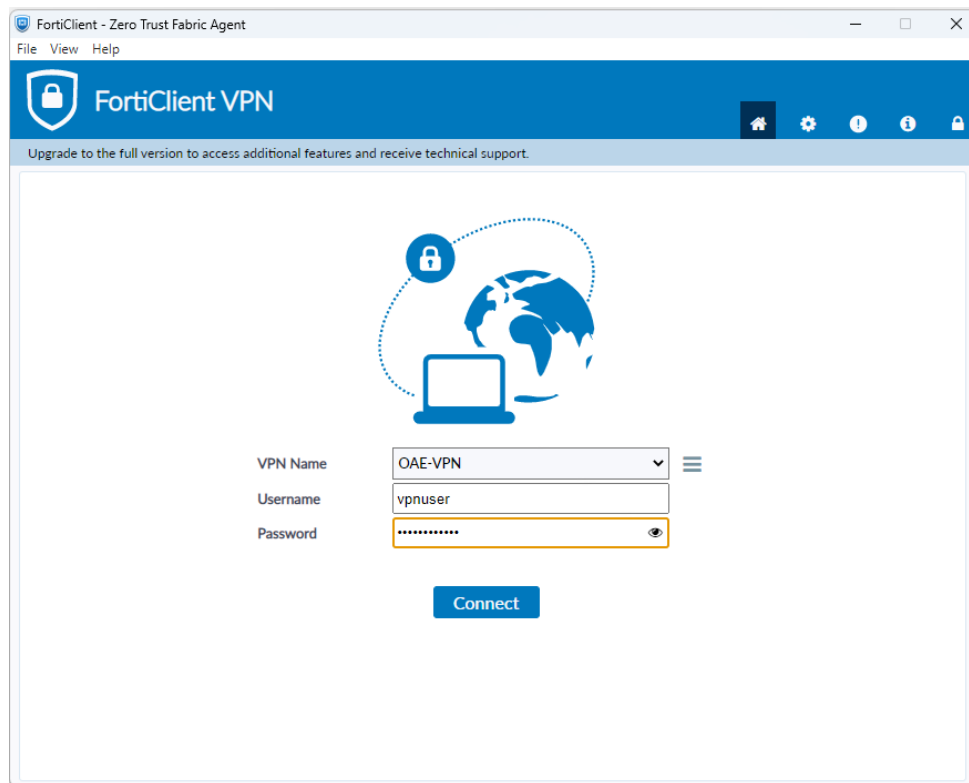 FortiClient - Zero Trust Fabric Agent
File View Help
FortiClient VPN
Upgrade to the full version to access additional features and receive technical support.
VPN Name OAE-VPN
Username vpnuser
Password ••••••••••••
Connect